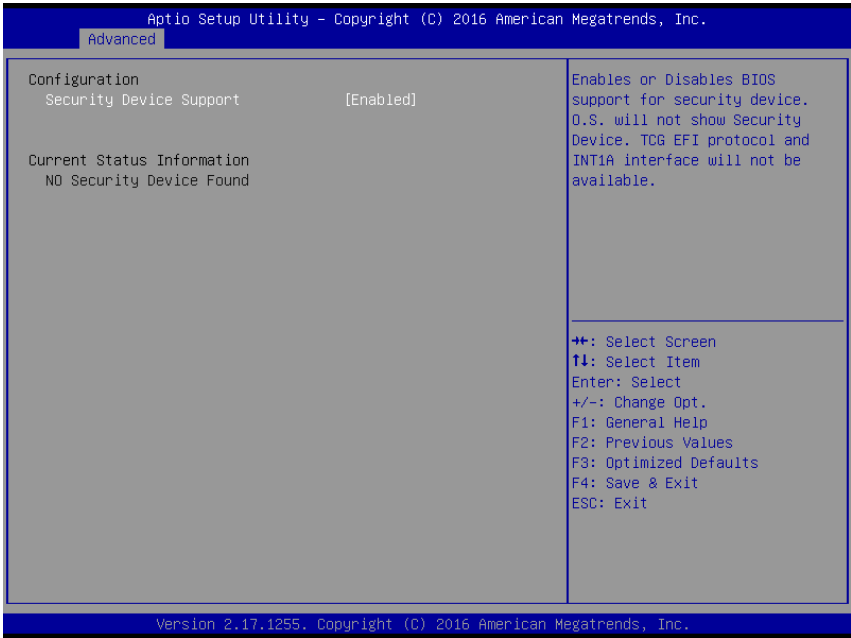 Aptio Setup Utility – Copyright (C) 2016 American Megatrends, Inc.
Advanced
Configuration
Security Device Support [Enabled]
Current Status Information
NO Security Device Found
Enables or Disables BIOS
support for security device.
O.S. will not show Security
Device. TCG EFI protocol and
INT1A interface will not be
available.
→←: Select Screen
↑↓: Select Item
Enter: Select
+/-: Change Opt.
F1: General Help
F2: Previous Values
F3: Optimized Defaults
F4: Save & Exit
ESC: Exit
Version 2.17.1255. Copyright (C) 2016 American Megatrends, Inc.